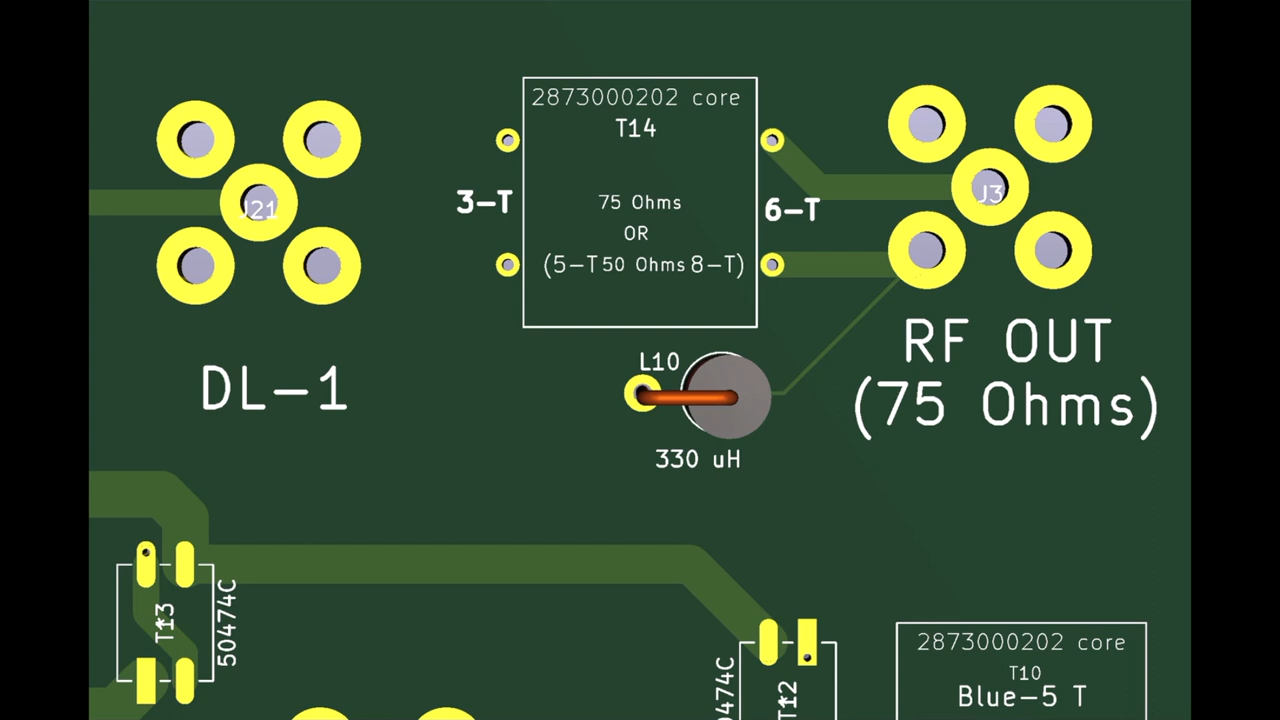 2873000202 core
T14
J21
J3
3-T
75 Ohms
6-T
OR
(5-T 50 Ohms 8-T)
RF OUT
(75 Ohms)
L10
DL-1
330 uH
T13
50474C
2873000202 core
T10
Blue-5 T
0474C
T12